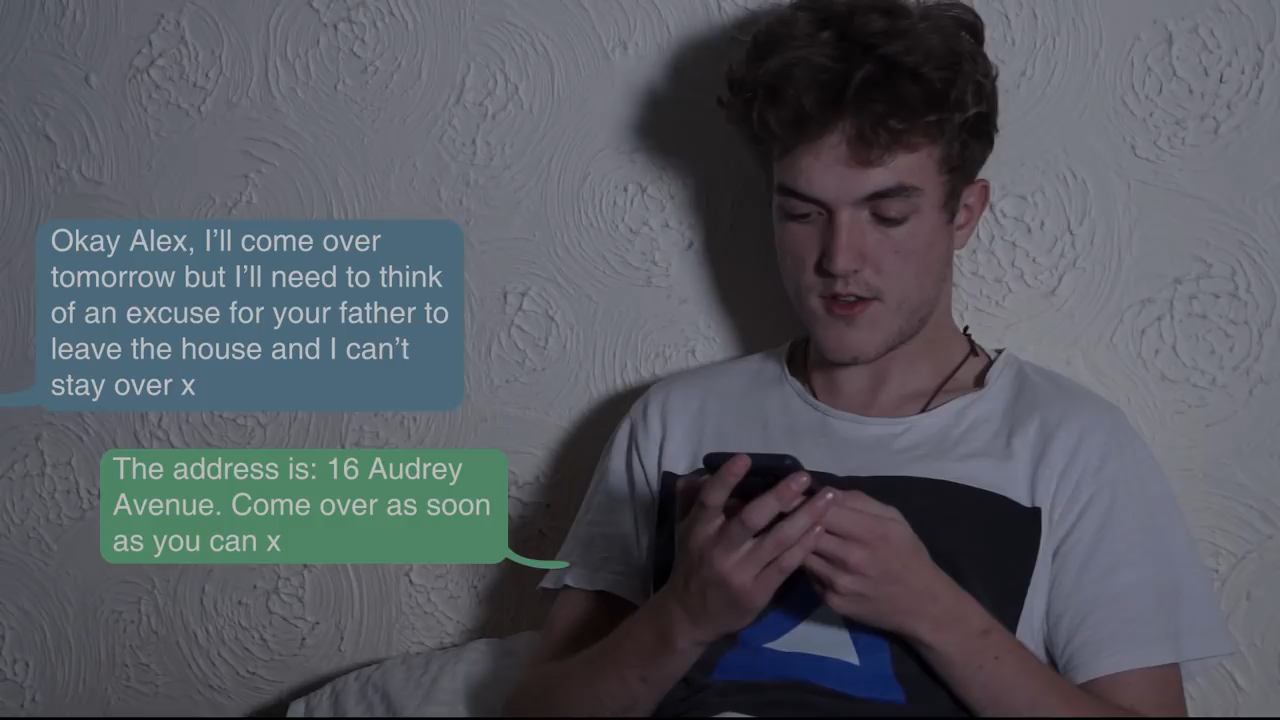 Okay Alex, I’ll come over
tomorrow but I’ll need to think
of an excuse for your father to
leave the house and I can’t
stay over x
The address is: 16 Audrey
Avenue. Come over as soon
as you can x